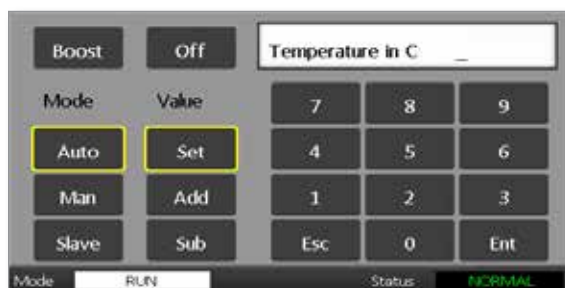 Boost Off Temperature in C _
Mode Value 7 8 9
Auto Set 4 5 6
Man Add 1 2 3
Slave Sub Esc 0 Ent
Mode RUN Status NORMAL